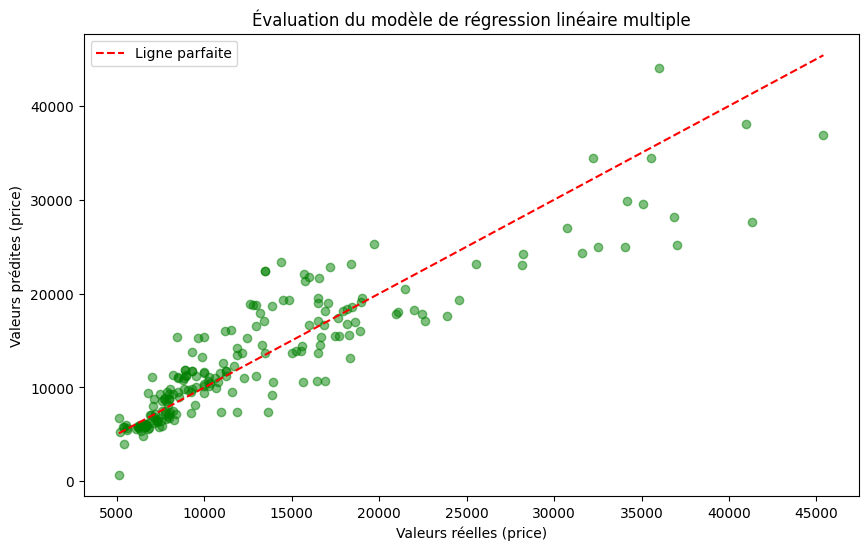 Évaluation du modèle de régression linéaire multiple
Ligne parfaite
Valeurs prédites (price)
40000
30000
20000
10000
0
5000 10000 15000 20000 25000 30000 35000 40000 45000
Valeurs réelles (price)